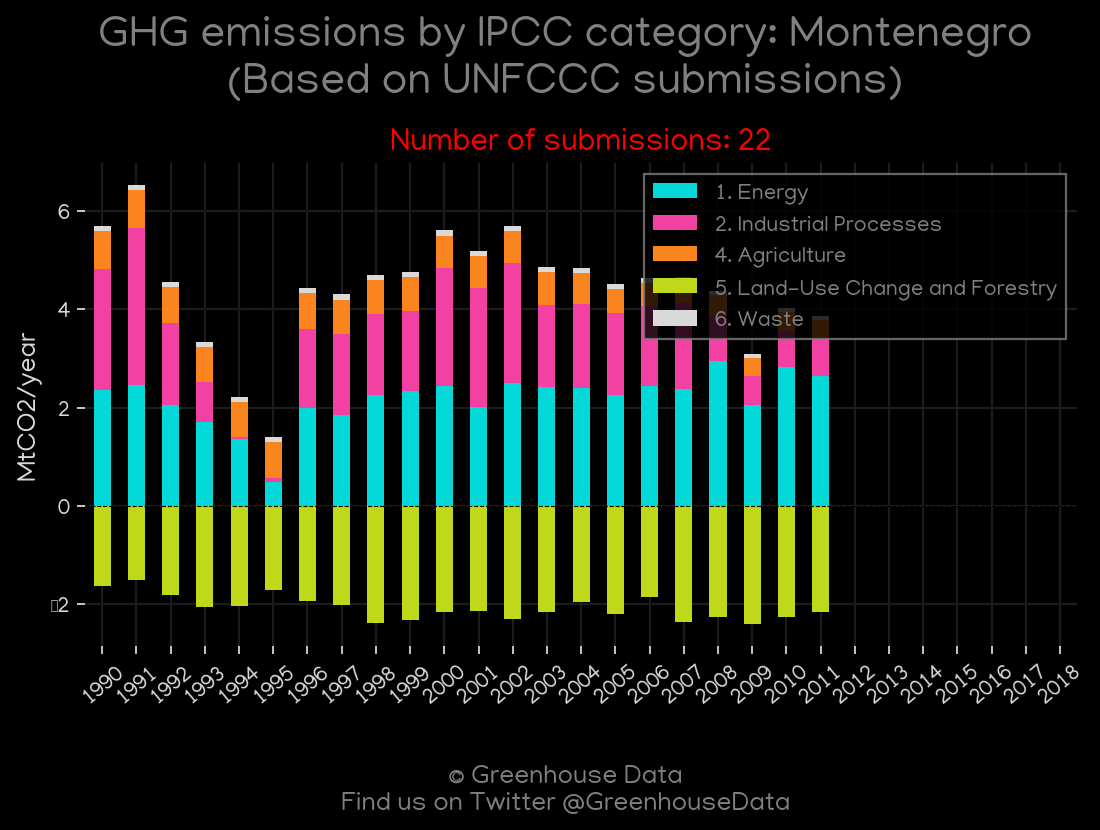 GHG emissions by IPCC category: Montenegro
(Based on UNFCCC submissions)
Number of submissions: 22
1. Energy
2. Industrial Processes
4. Agriculture
5. Land-Use Change and Forestry
6. Waste
MtCO2/year
6
4
2
0
▯2
1990 1991 1992 1993 1994 1995 1996 1997 1998 1999 2000 2001 2002 2003 2004 2005 2006 2007 2008 2009 2010 2011 2012 2013 2014 2015 2016 2017 2018
© Greenhouse Data
Find us on Twitter @GreenhouseData